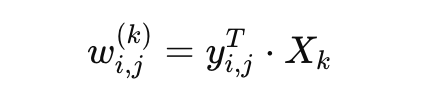 w_{i,j}^{(k)} = y_{i,j}^{T} · X_k